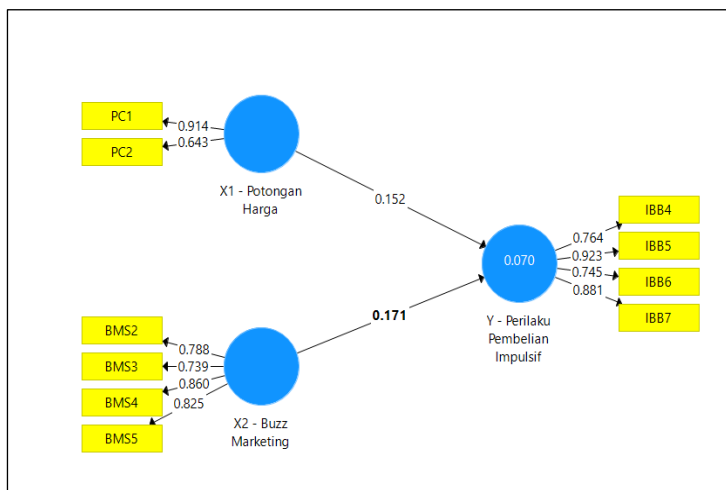 PC1
0.914
PC2
0.643
X1 - Potongan
Harga
0.152
BMS2
0.788
BMS3
0.739
BMS4
0.860
BMS5
0.825
X2 - Buzz
Marketing
0.171
0.070
Y - Perilaku
Pembelian
Impulsif
IBB4
0.764
IBB5
0.923
IBB6
0.745
IBB7
0.881